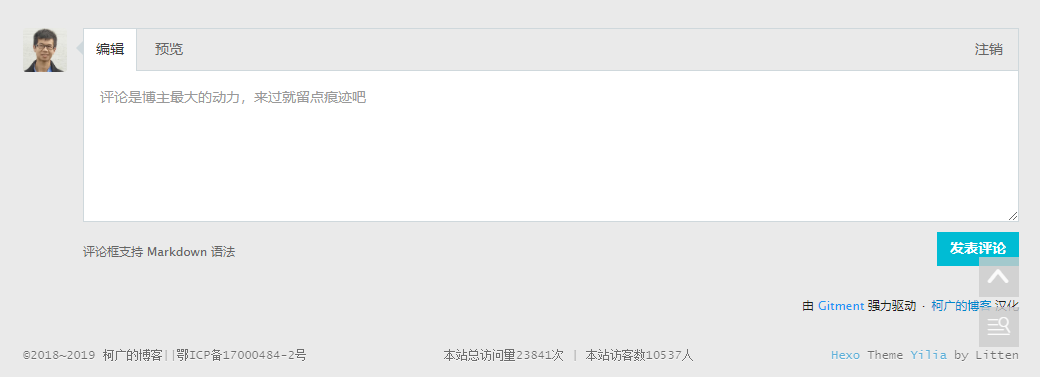 编辑 预览 注销
评论是博主最大的动力，来过就留点痕迹吧
评论框支持 Markdown 语法 发表评论
由 Gitment 强力驱动 · 柯广的博客 汉化
©2018~2019 柯广的博客||鄂ICP备17000484-2号 本站总访问量23841次 | 本站访客数10537人 Hexo Theme Yilia by Litten